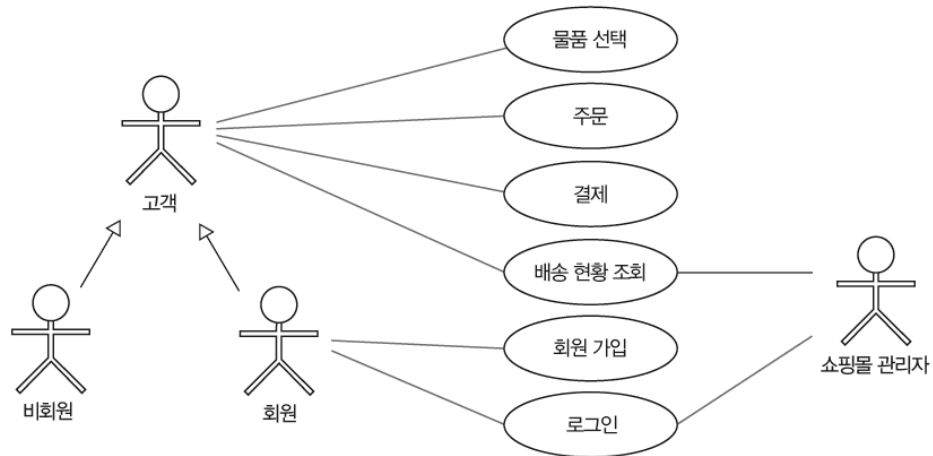 물품 선택
주문
고객
결제
배송 현황 조회
회원 가입
쇼핑몰 관리자
비회원
회원
로그인